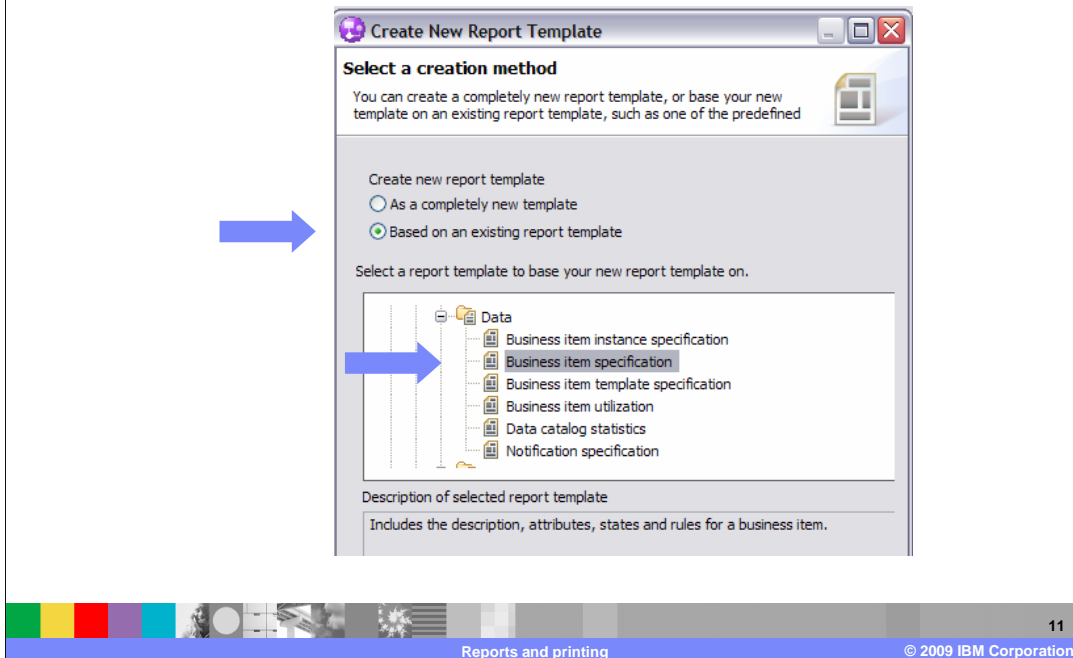 Create New Report Template
Select a creation method
You can create a completely new report template, or base your new
template on an existing report template, such as one of the predefined
Create new report template
As a completely new template
Based on an existing report template
Select a report template to base your new report template on.
Data
Business item instance specification
Business item specification
Business item template specification
Business item utilization
Data catalog statistics
Notification specification
Description of selected report template
Includes the description, attributes, states and rules for a business item.
11
Reports and printing
© 2009 IBM Corporation